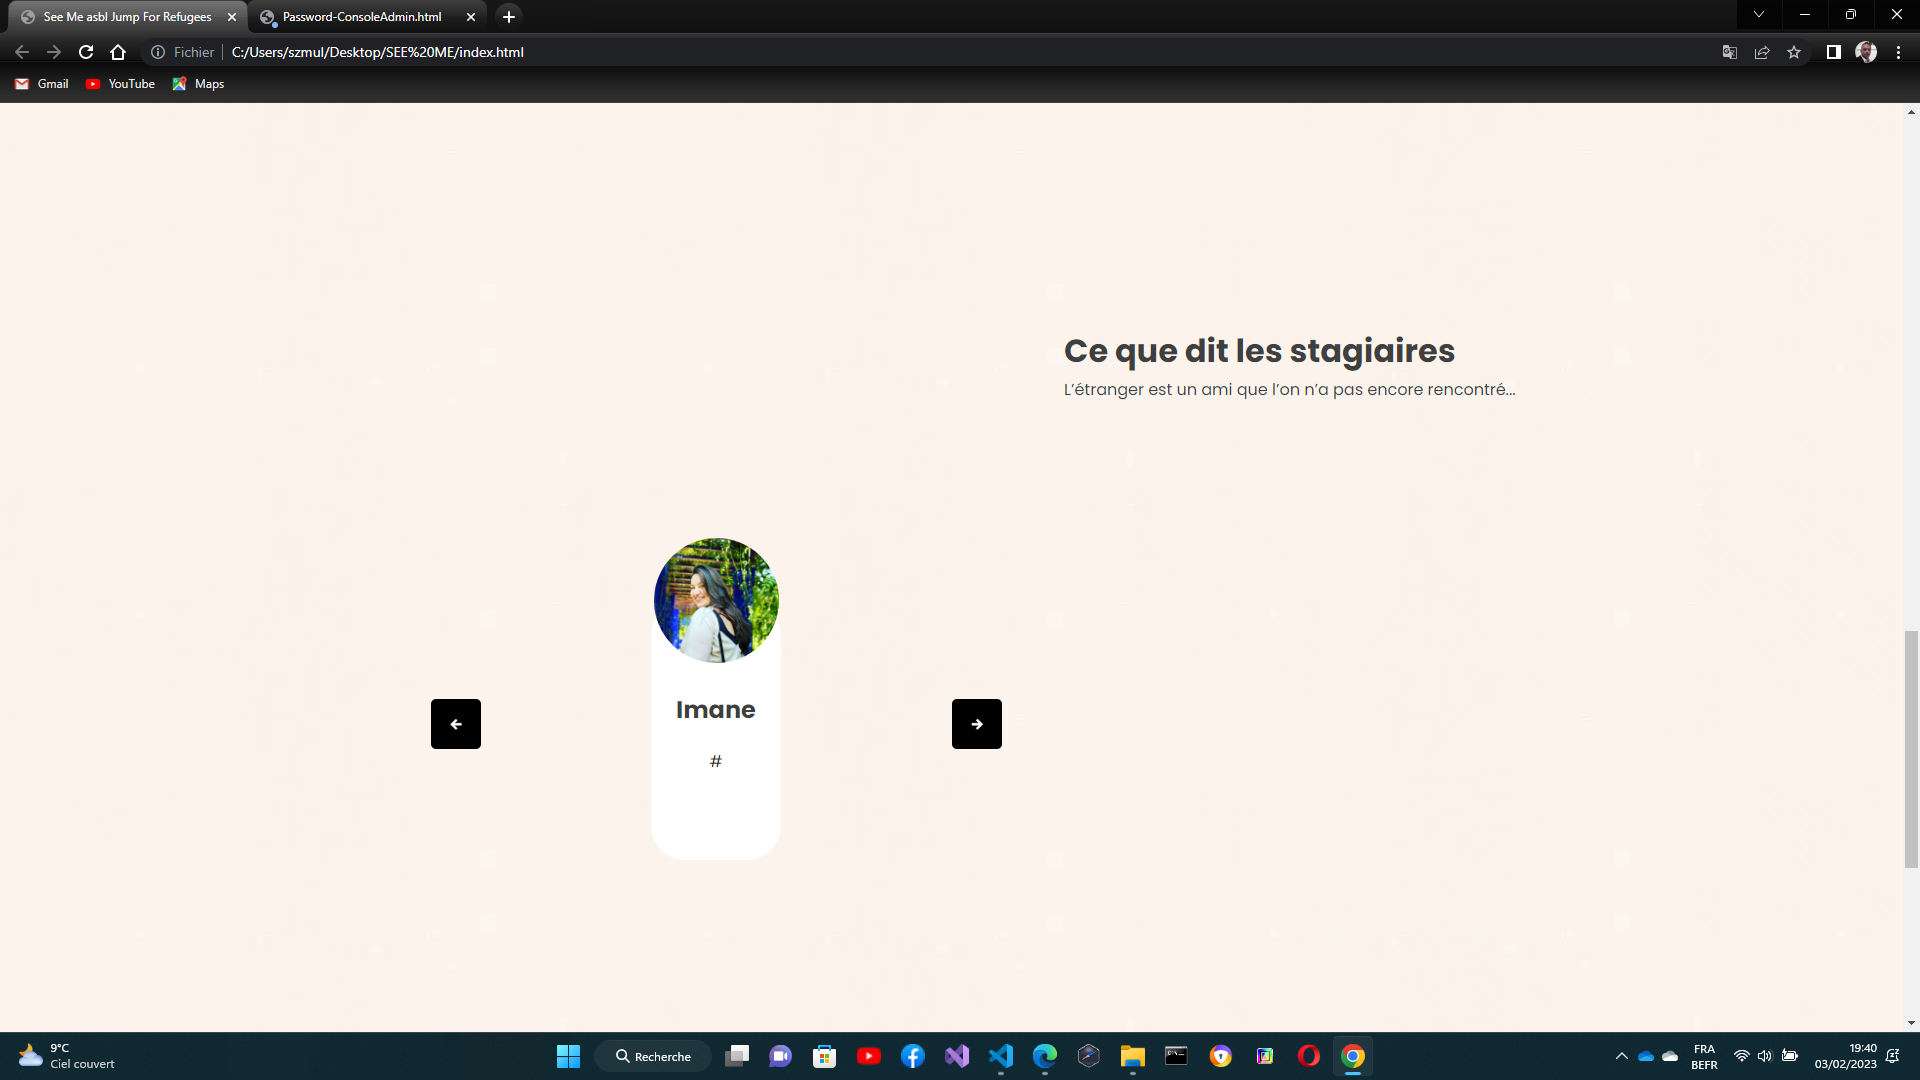 See Me asbl Jump For Refugees
Password-ConsoleAdmin.html
Fichier
C:/Users/szmul/Desktop/SEE%20ME/index.html
Gmail
YouTube
Maps
Ce que dit les stagiaires
L’étranger est un ami que l’on n’a pas encore rencontré...
Imane
#
9°C
Ciel couvert
Recherche
FRA
BEFR
19:40
03/02/2023